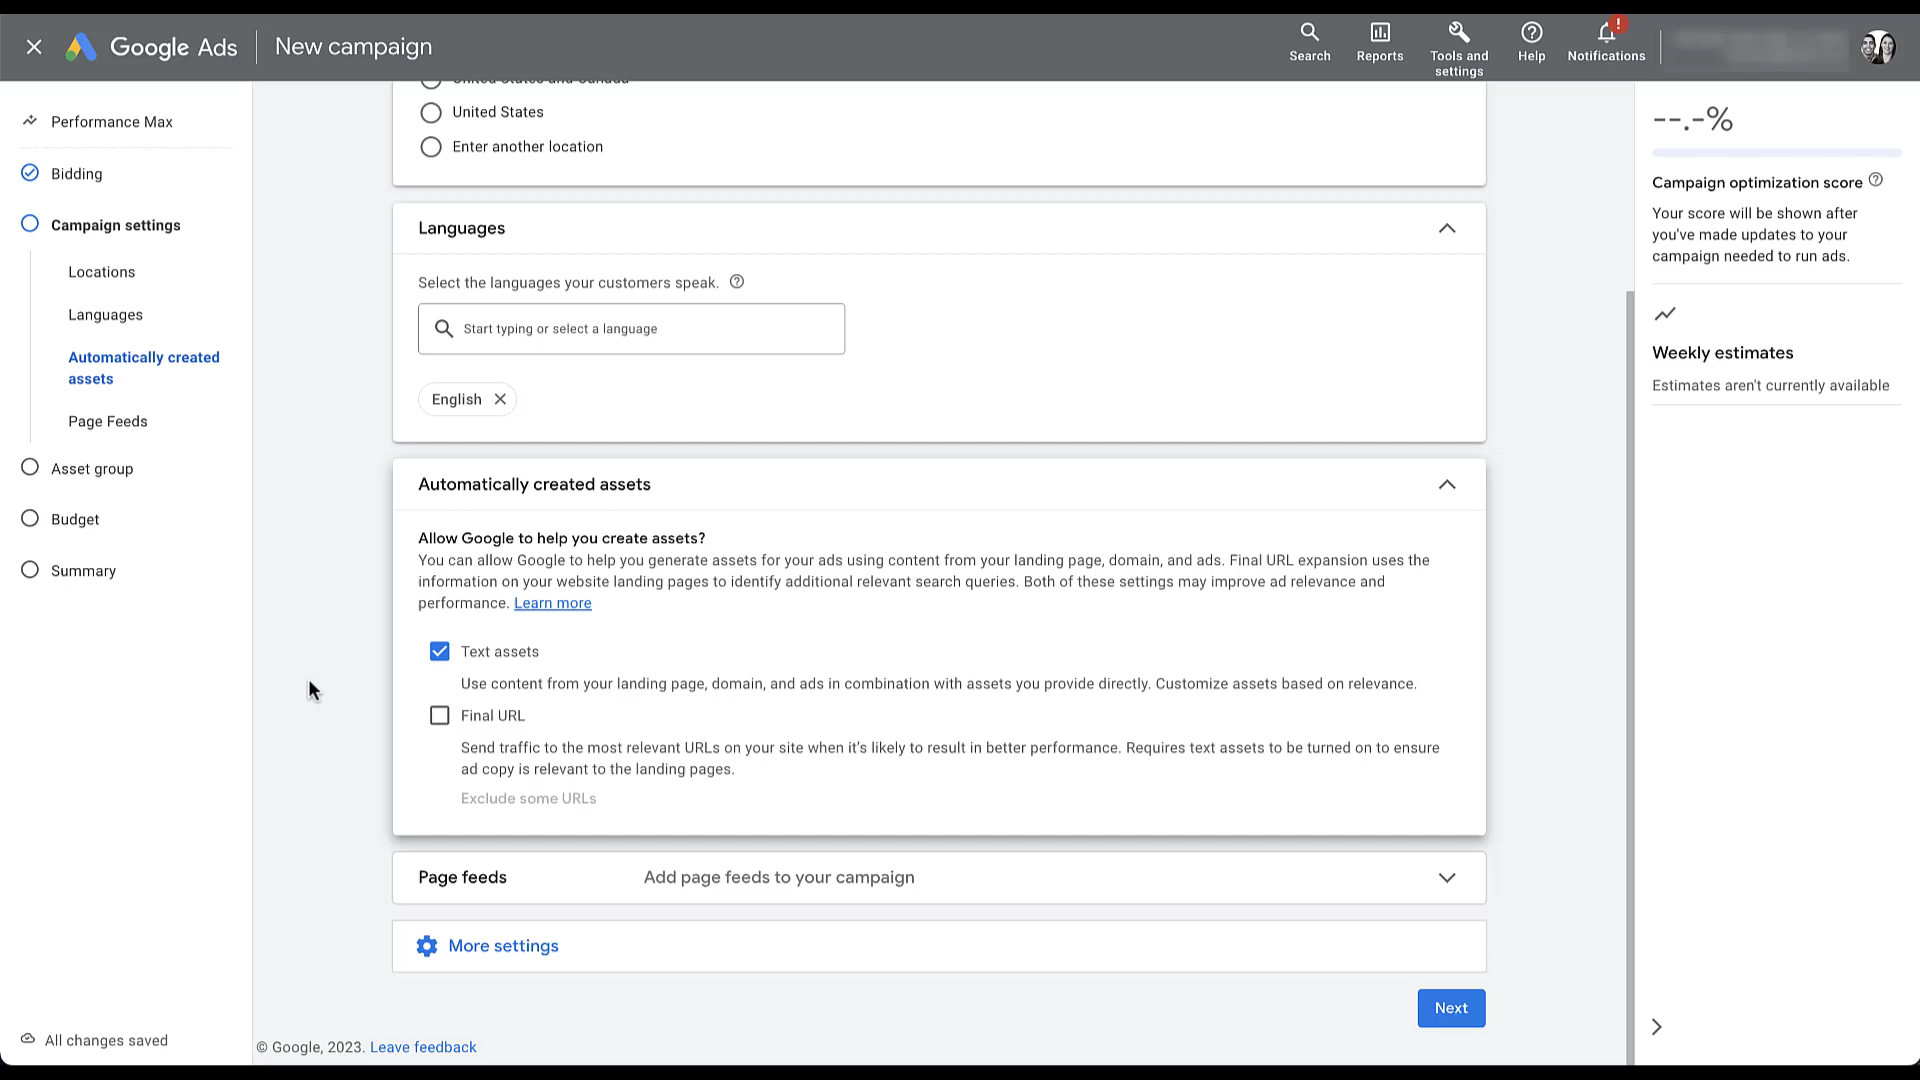 Google Ads
New campaign
Search
Reports
Tools and
settings
Help
!
Notifications
Performance Max
Bidding
Campaign settings
Locations
Languages
Automatically created
assets
Page Feeds
Asset group
Budget
Summary
All changes saved
United States and Canada
United States
Enter another location
Languages
Select the languages your customers speak.
Start typing or select a language
English
Automatically created assets
Allow Google to help you create assets?
You can allow Google to help you generate assets for your ads using content from your landing page, domain, and ads. Final URL expansion uses the
information on your website landing pages to identify additional relevant search queries. Both of these settings may improve ad relevance and
performance. Learn more
Text assets
Use content from your landing page, domain, and ads in combination with assets you provide directly. Customize assets based on relevance.
Final URL
Send traffic to the most relevant URLs on your site when it's likely to result in better performance. Requires text assets to be turned on to ensure
ad copy is relevant to the landing pages.
Exclude some URLs
Page feeds
Add page feeds to your campaign
More settings
Next
© Google, 2023. Leave feedback
--.-%
Campaign optimization score
Your score will be shown after
you've made updates to your
campaign needed to run ads.
Weekly estimates
Estimates aren't currently available